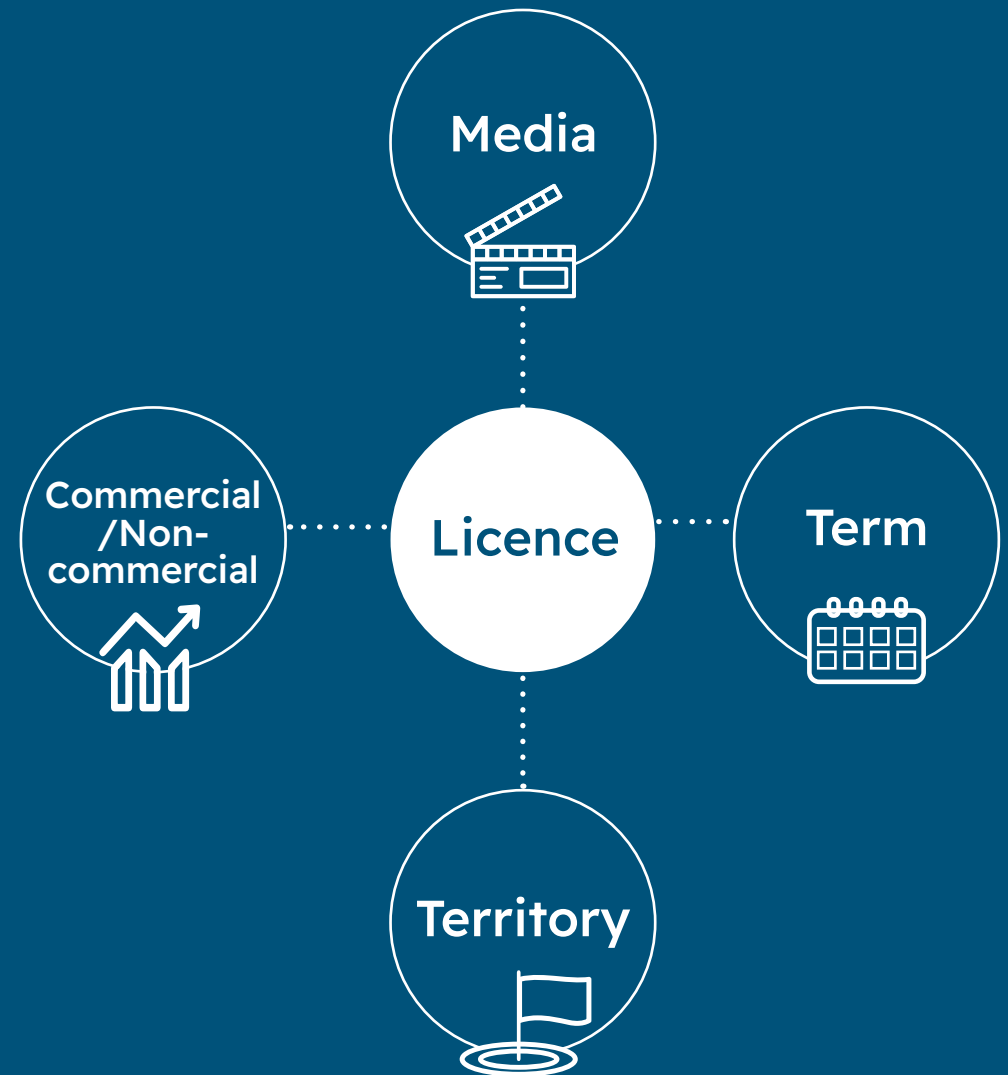 Media
Commercial
/Non-
commercial
Licence
Term
Territory